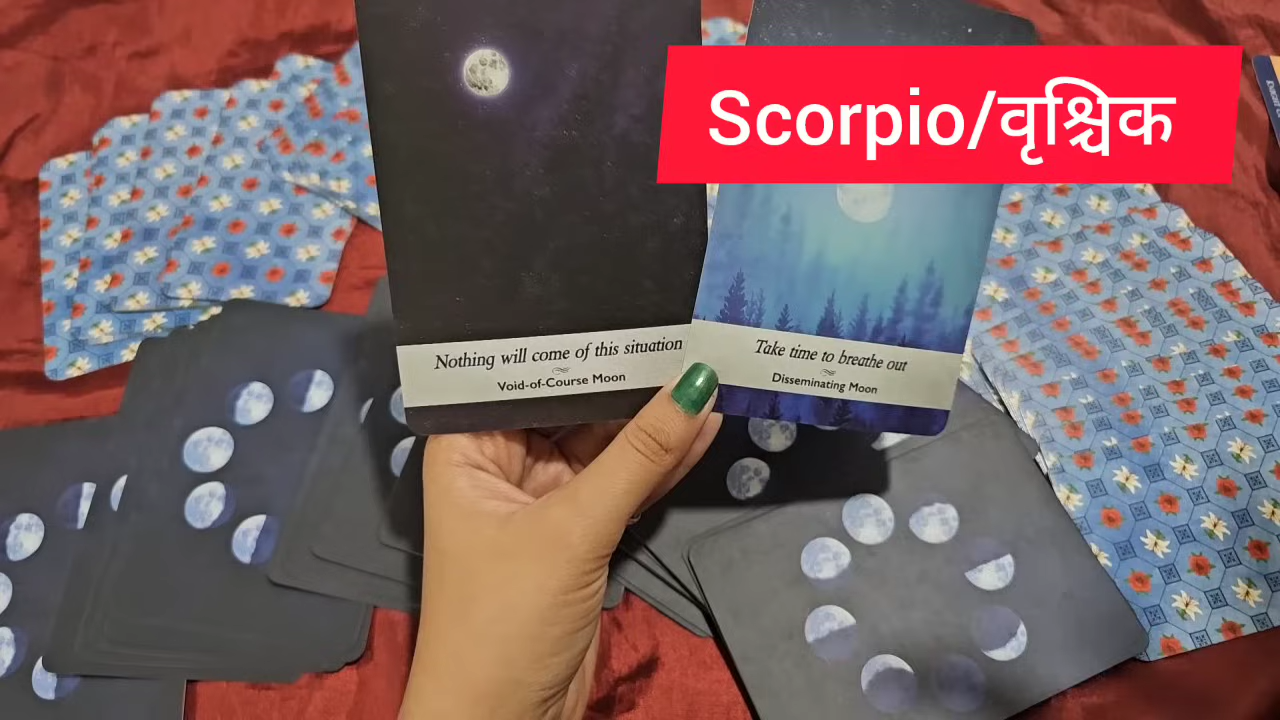 Scorpio/वृश्चिक
Nothing will come of this situation
Void-of-Course Moon
Take time to breathe out
Disseminating Moon